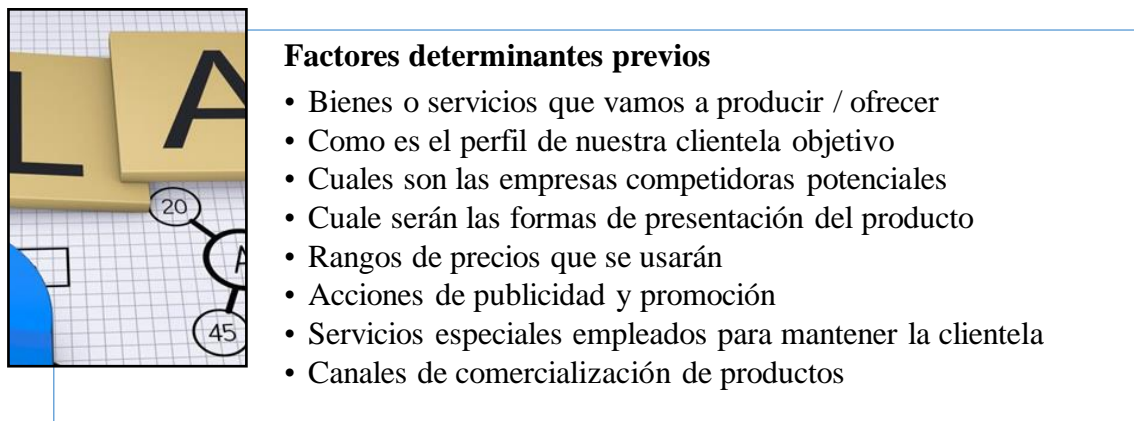 L A
20
A
45
Factores determinantes previos
• Bienes o servicios que vamos a producir / ofrecer
• Como es el perfil de nuestra clientela objetivo
• Cuales son las empresas competidoras potenciales
• Cuale serán las formas de presentación del producto
• Rangos de precios que se usarán
• Acciones de publicidad y promoción
• Servicios especiales empleados para mantener la clientela
• Canales de comercialización de productos